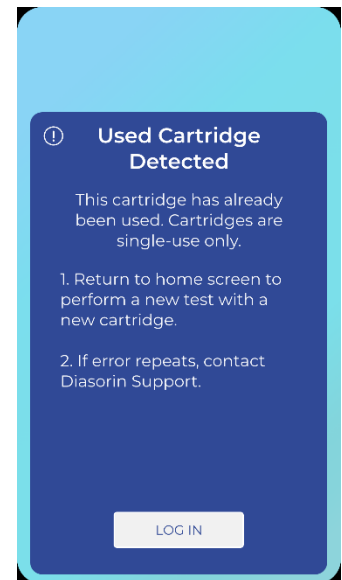 Used Cartridge
Detected
This cartridge has already
been used. Cartridges are
single-use only.
1. Return to home screen to
perform a new test with a
new cartridge.
2. If error repeats, contact
Diasorin Support.
LOG IN